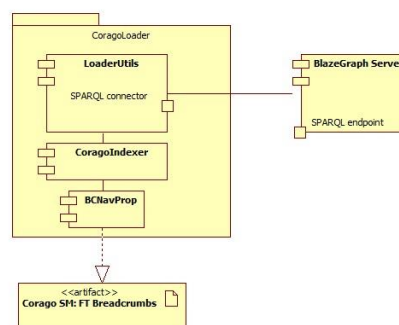 CoragoLoader
LoaderUtils
SPARQL connector
BlazeGraph Serve
SPARQL endpoint
CoragoIndexer
BCNavProp
<<artifact>>
Corago SM: FT Breadcrumbs